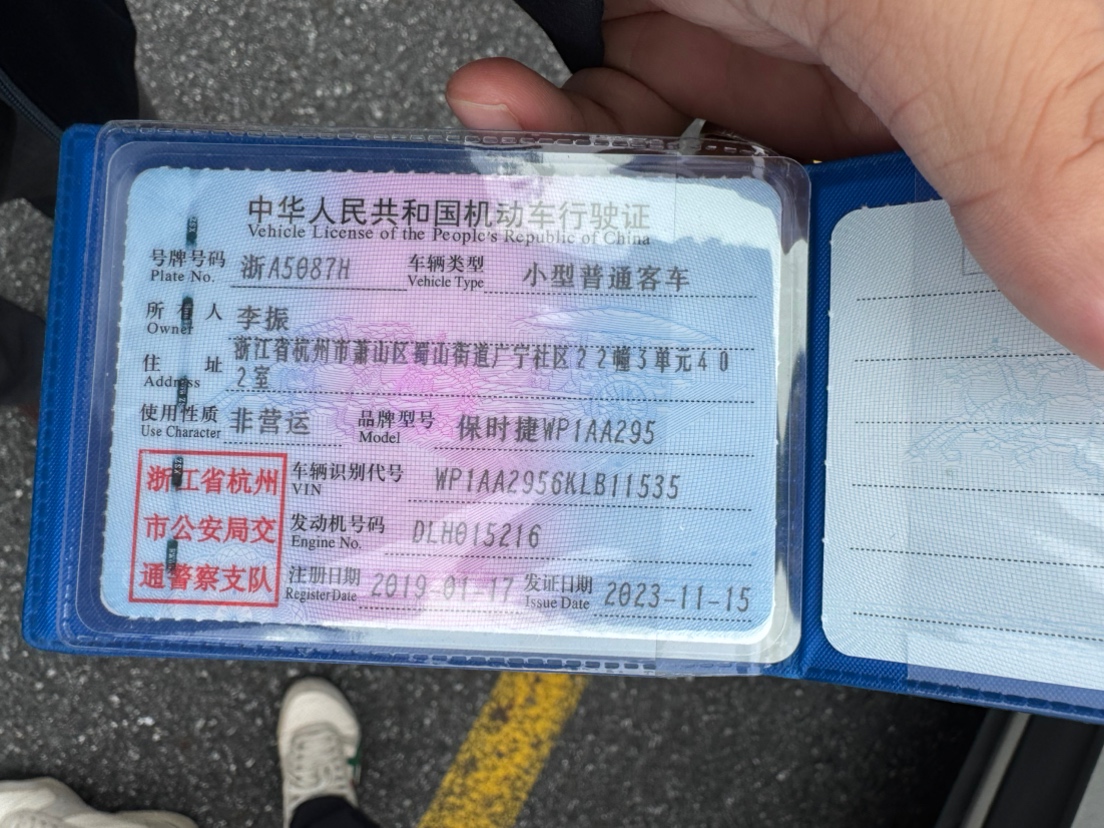 中华人民共和国机动车行驶证
Vehicle License of the People's Republic of China
号牌号码 浙A5087H 车辆类型 小型普通客车
Plate No. Vehicle Type
所有人 李振
Owner
住址 浙江省杭州市萧山区蜀山街道广宁社区22幢3单元40
Address 2室
使用性质 非营运 品牌型号 保时捷WP1AA295
Use Character Model
车辆识别代号 WP1AA2956KLB11535
VIN
发动机号码 DLH015216
Engine No.
注册日期 2019-01-17 发证日期 2023-11-15
Register Date Issue Date
浙江省杭州
市公安局交
通警察支队